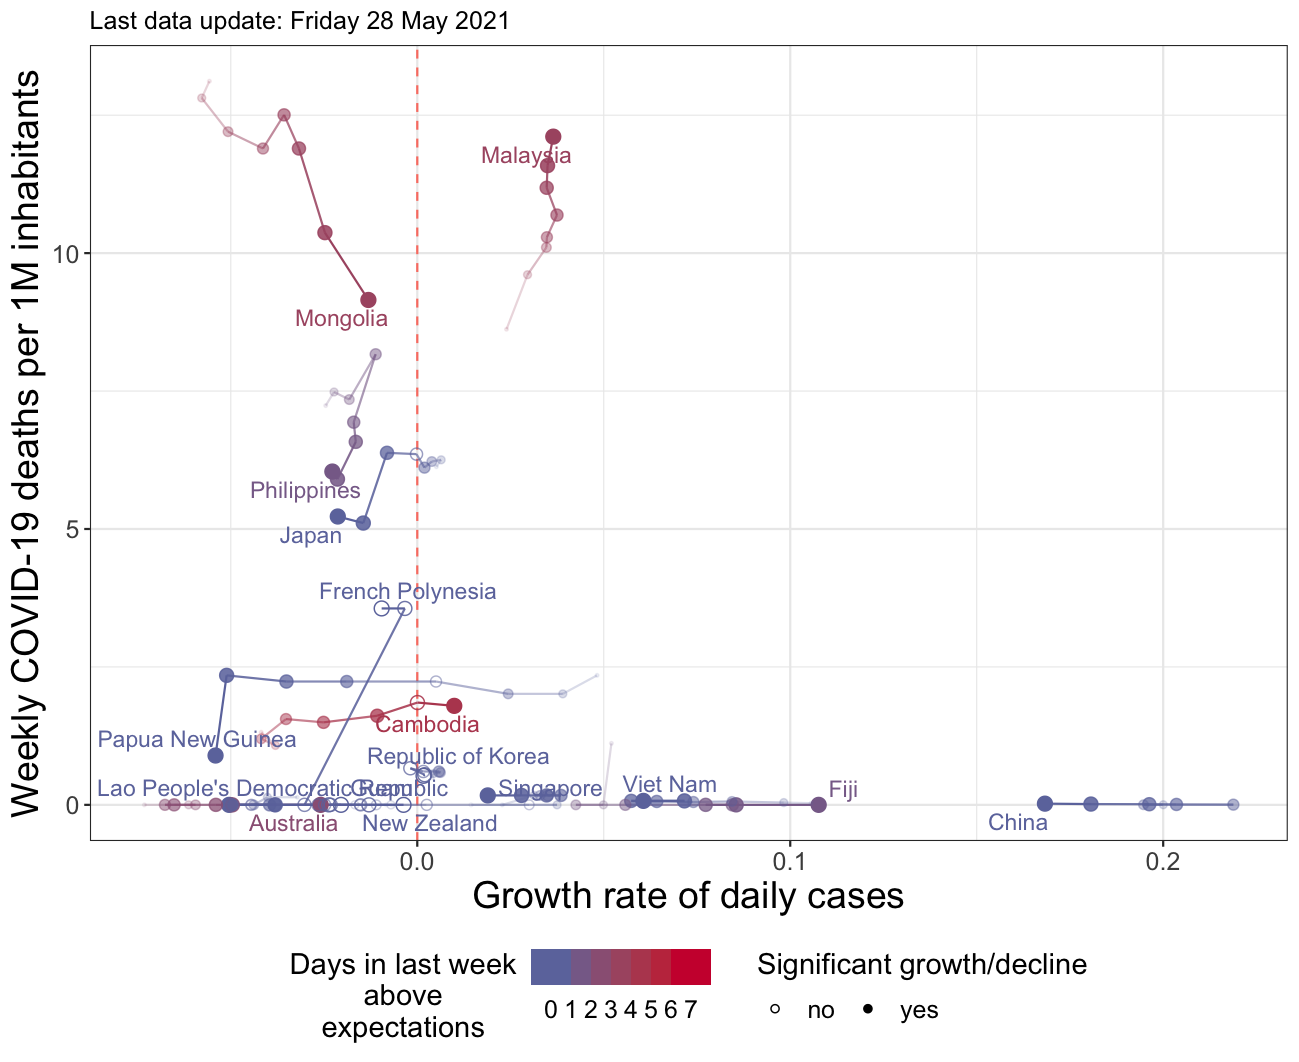 Last data update: Friday 28 May 2021
Weekly COVID-19 deaths per 1M inhabitants
10
5
0
Malaysia
Mongolia
Philippines
Japan
French Polynesia
Cambodia
Papua New Guinea
Republic of Korea
Lao People's Democratic Republic
Guam
Singapore
Viet Nam
Fiji
Australia
New Zealand
China
0.0 0.1 0.2
Growth rate of daily cases
Days in last week
above
expectations
0 1 2 3 4 5 6 7
Significant growth/decline
no yes